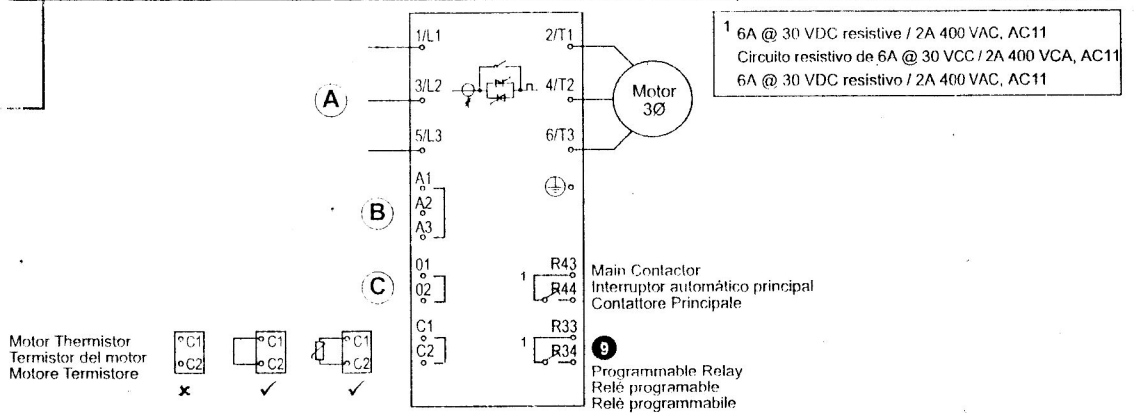 1/L1
2/T1
3/L2
4/T2
5/L3
6/T3
A
Motor
3Ø
1 6A @ 30 VDC resistive / 2A 400 VAC, AC11
Circuito resistivo de 6A @ 30 VCC / 2A 400 VCA, AC11
6A @ 30 VDC resistivo / 2A 400 VAC, AC11
B
A1
A2
A3
C
01
02
1
R43
R44
Main Contactor
Interruptor automático principal
Contattore Principale
C1
C2
1
R33
R34
9
Programmable Relay
Relé programable
Relè programmabile
Motor Thermistor
Termistor del motor
Motore Termistore
C1
C2
x
C1
C2
✓
C1
C2
✓